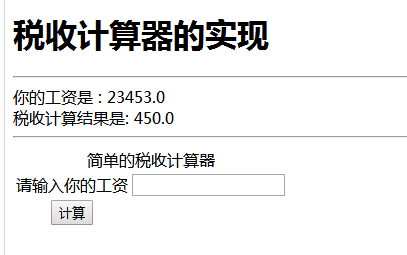 税收计算器的实现
你的工资是 : 23453.0
税收计算结果是: 450.0
简单的税收计算器
请输入你的工资
计算